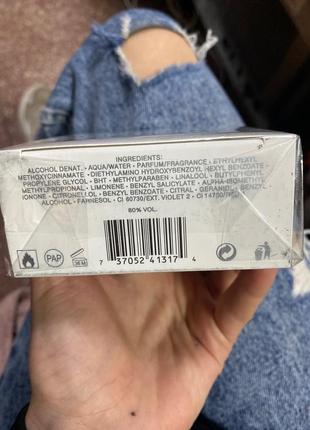 INGREDIENTS:
ALCOHOL DENAT. - AQUA/WATER - PARFUM/FRAGRANCE - ETHYLHEXYL
METHOXYCINNAMATE - DIETHYLAMINO HYDROXYBENZOYL HEXYL BENZOATE -
PROPYLENE GLYCOL - BHT - METHYLPARABEN - LINALOOL - BUTYLPHENYL
METHYLPROPIONAL - LIMONENE - BENZYL SALICYLATE - ALPHA-ISOMETHYL
IONONE - CITRONELLOL - BENZYL BENZOATE - CITRAL - GERANIOL - BENZYL
ALCOHOL - FARNESOL - CI 60730/EXT. VIOLET 2 - CI 14700/
80% VOL.
PAP
36 M
7 37052 41317 4